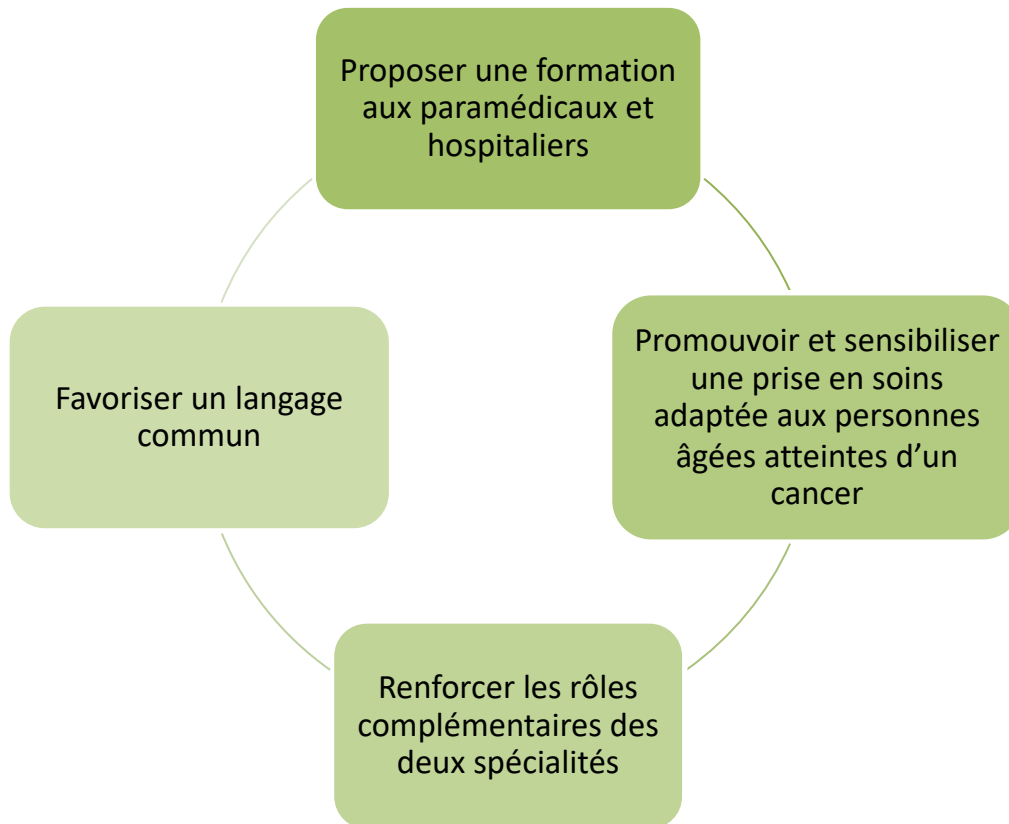 Proposer une formation
aux paramédicaux et
hospitaliers
Promouvoir et sensibiliser
une prise en soins
adaptée aux personnes
âgées atteintes d’un
cancer
Renforcer les rôles
complémentaires des
deux spécialités
Favoriser un langage
commun